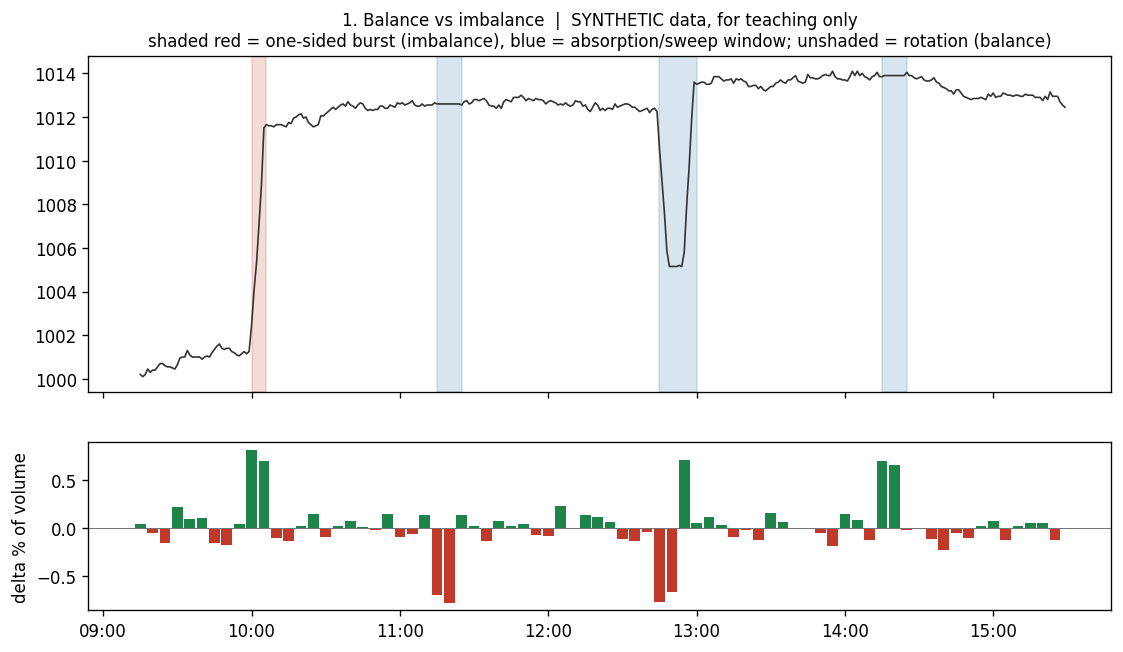 1. Balance vs imbalance | SYNTHETIC data, for teaching only
shaded red = one-sided burst (imbalance), blue = absorption/sweep window; unshaded = rotation (balance)
1014
1012
1010
1008
1006
1004
1002
1000
delta % of volume
0.5
0.0
−0.5
09:00 10:00 11:00 12:00 13:00 14:00 15:00